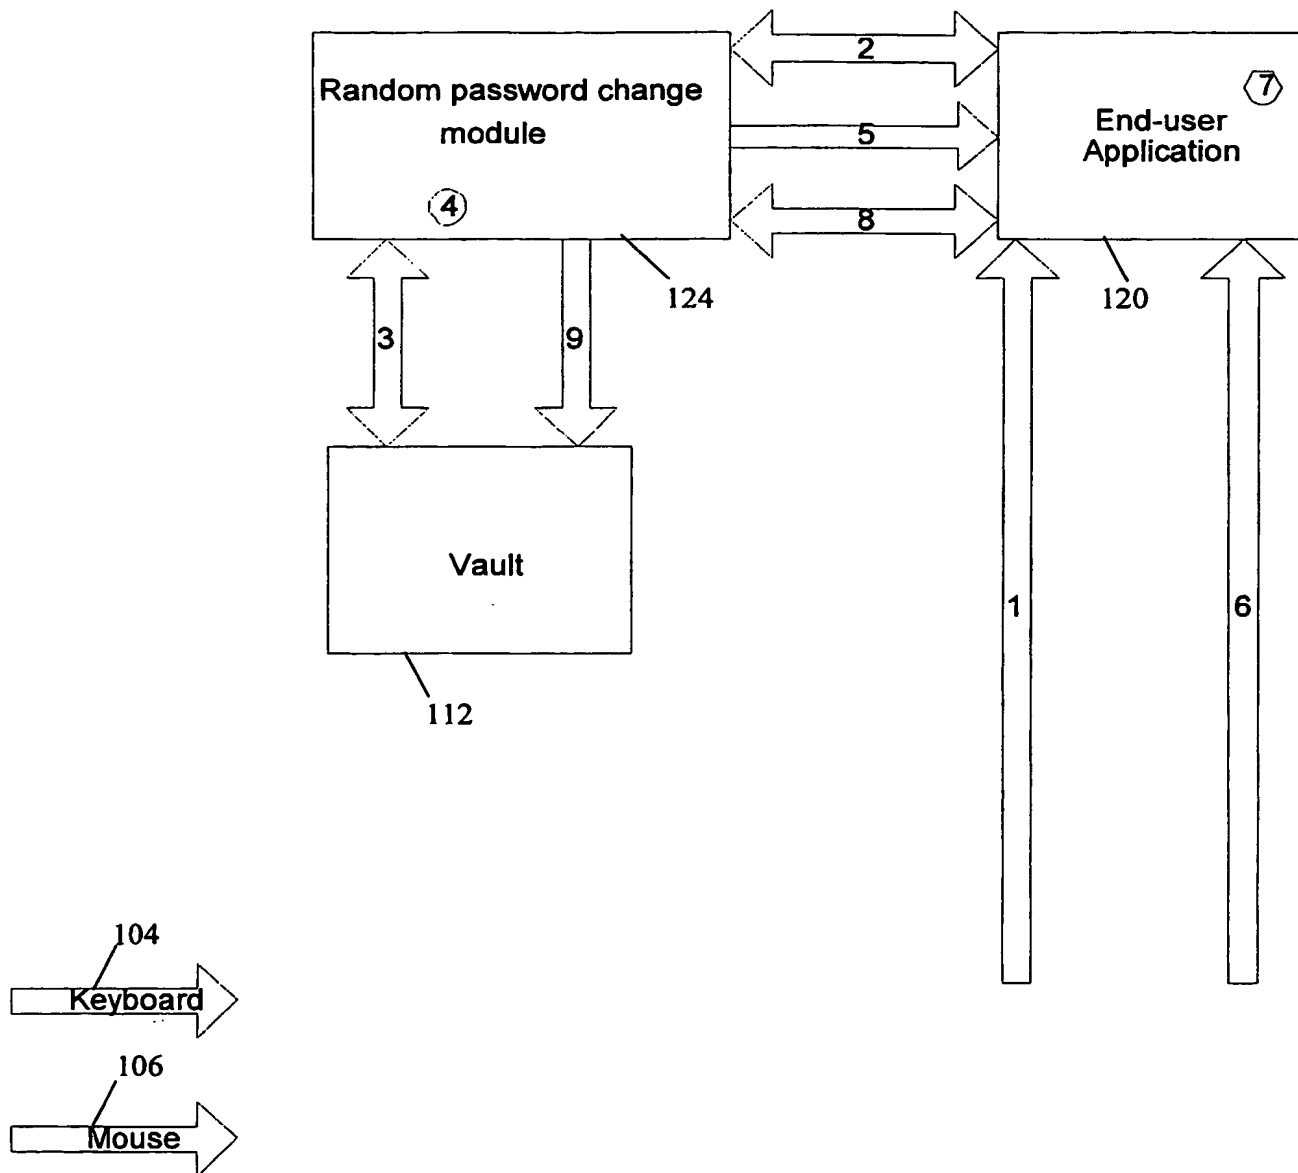 2
Random password change
module
7
End-user
Application
5
4
8
124
120
3
9
Vault
1
6
112
104
Keyboard
106
Mouse